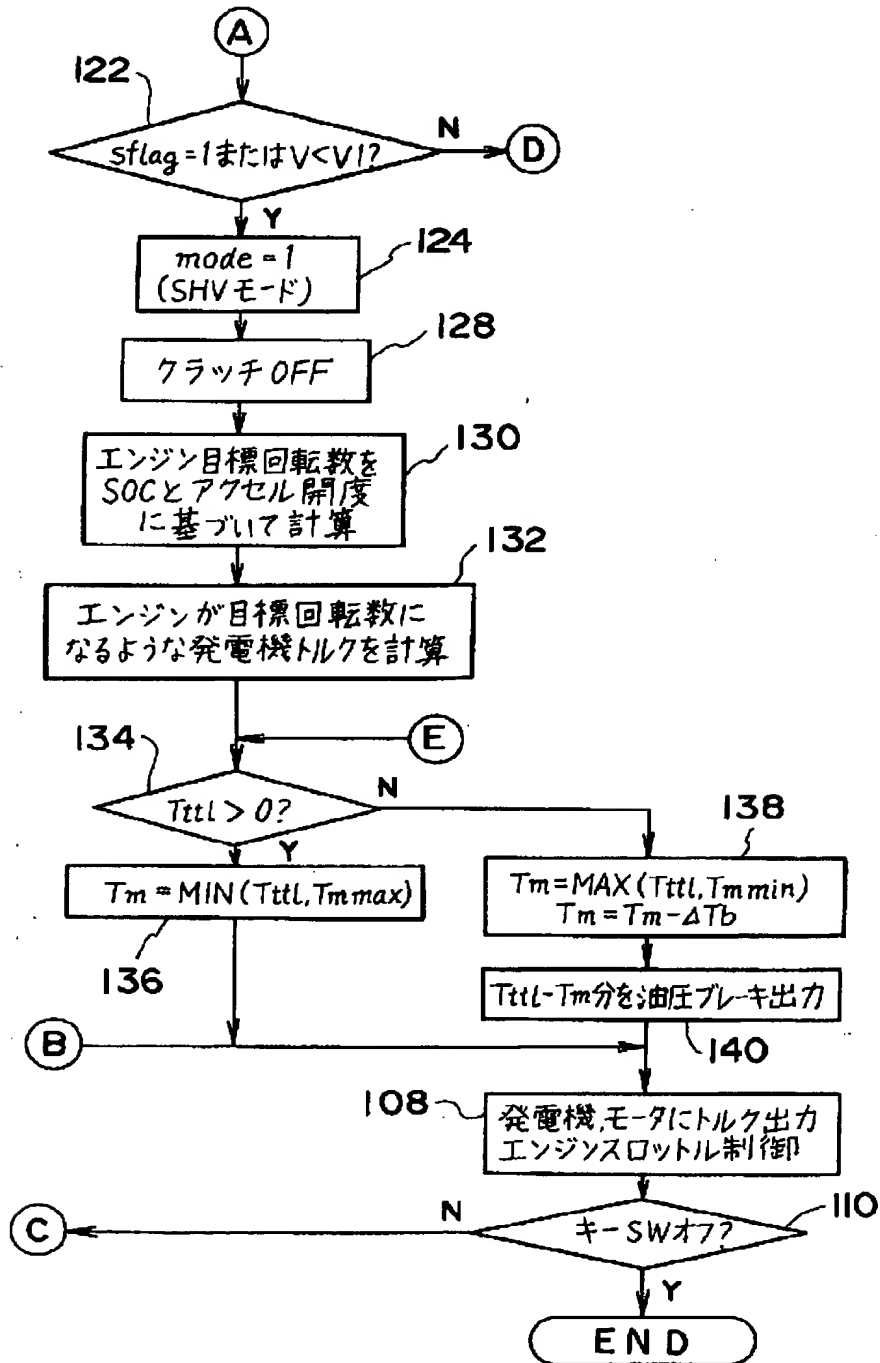 A
122
sflag=1またはV<V1?
N
D
Y
mode=1
(SHVモード)
124
128
クラッチOFF
130
エンジン目標回転数を
SOCとアクセル開度
に基づいて計算
132
エンジンが目標回転数に
なるような発電機トルクを計算
134
E
Tttl>0?
N
Y
138
Tm=MIN(Tttl,Tmmax)
136
Tm=MAX(Tttl,Tmmin)
Tm=Tm-ΔTb
Tttl-Tm分を油圧ブレーキ出力
140
B
108
発電機,モータにトルク出力
エンジンスロットル制御
C
N
キーSWオフ?
110
Y
END